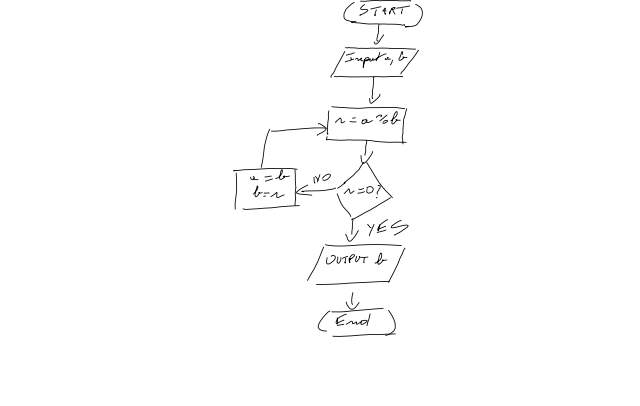 START
Input a, b
r = a % b
r = 0?
NO
a = b
b = r
YES
OUTPUT b
End